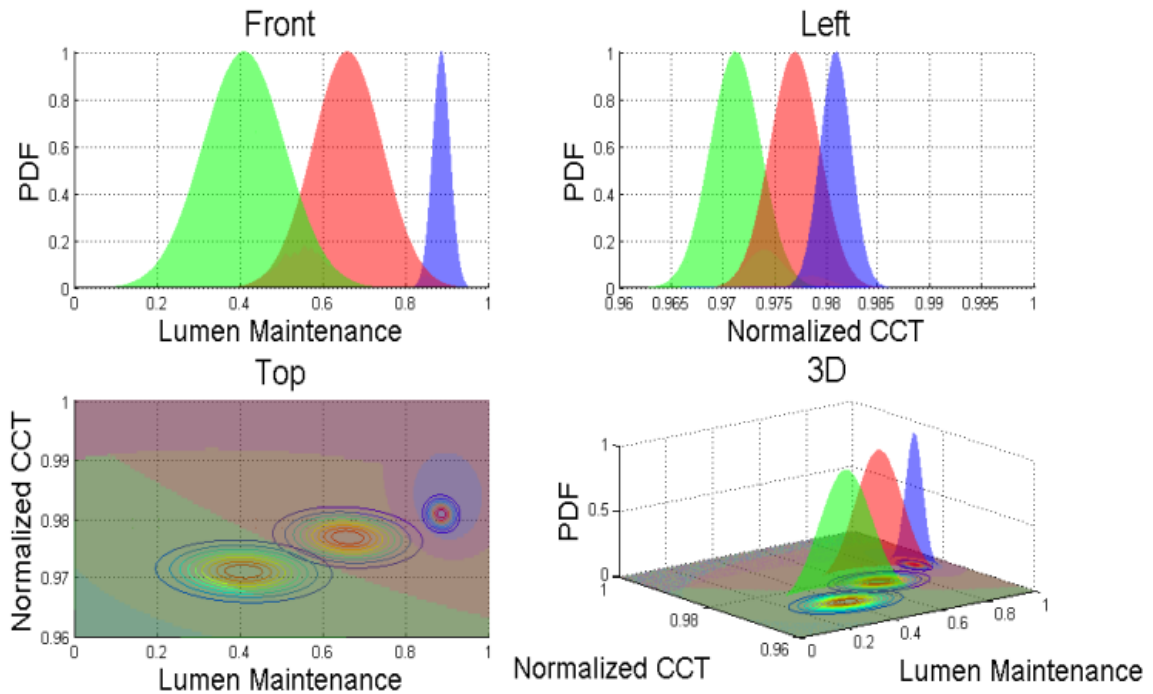 Front
1
0.8
0.6
0.4
0.2
0
PDF
0 0.2 0.4 0.6 0.8 1
Lumen Maintenance
Left
1
0.8
0.6
0.4
0.2
0
PDF
0.96 0.965 0.97 0.975 0.98 0.985 0.99 0.995 1
Normalized CCT
Top
1
0.99
0.98
0.97
0.96
Normalized CCT
0 0.2 0.4 0.6 0.8 1
Lumen Maintenance
3D
1
0.5
0
PDF
1
0.98
0.96
Normalized CCT
0 0.2 0.4 0.6 0.8 1
Lumen Maintenance